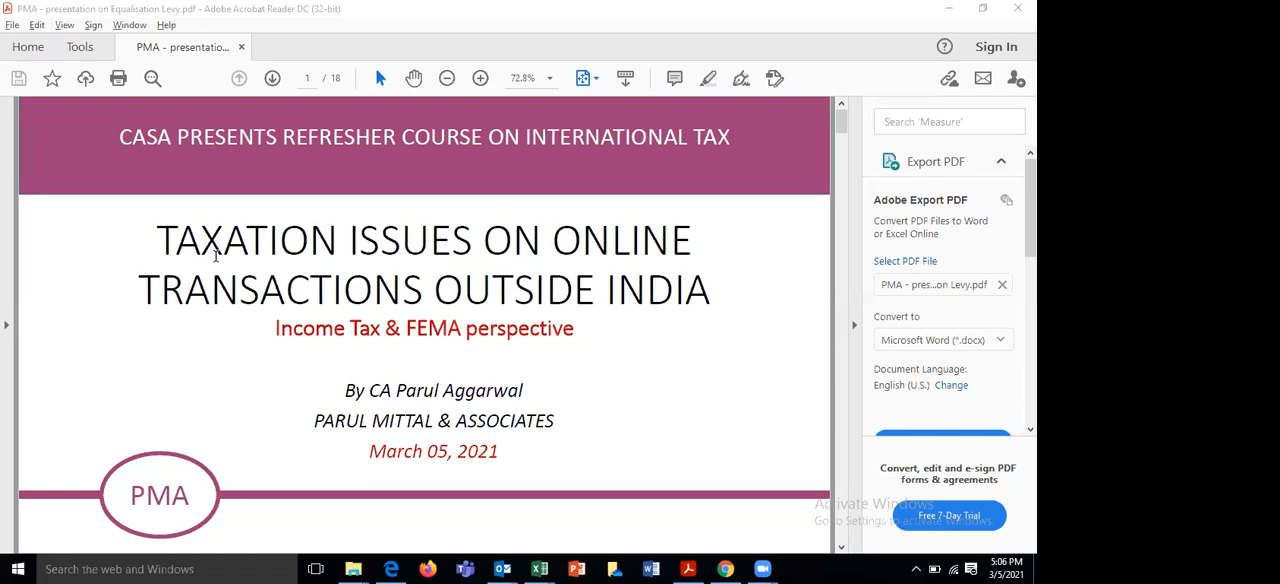 PMA - presentation on Equalisation Levy.pdf - Adobe Acrobat Reader DC (32-bit)
File Edit View Sign Window Help
Home Tools PMA - presentatio... × Sign In
1 / 18 72.8%
CASA PRESENTS REFRESHER COURSE ON INTERNATIONAL TAX
TAXATION ISSUES ON ONLINE
TRANSACTIONS OUTSIDE INDIA
Income Tax & FEMA perspective
By CA Parul Aggarwal
PARUL MITTAL & ASSOCIATES
March 05, 2021
PMA
Search 'Measure'
Export PDF
Adobe Export PDF
Convert PDF Files to Word
or Excel Online
Select PDF File
PMA - pres...on Levy.pdf
Convert to
Microsoft Word (*.docx)
Document Language:
English (U.S.) Change
Convert, edit and e-sign PDF
forms & agreements
Free 7-Day Trial
Activate Windows
Go to Settings to activate Windows.
Search the web and Windows
5:06 PM
3/5/2021